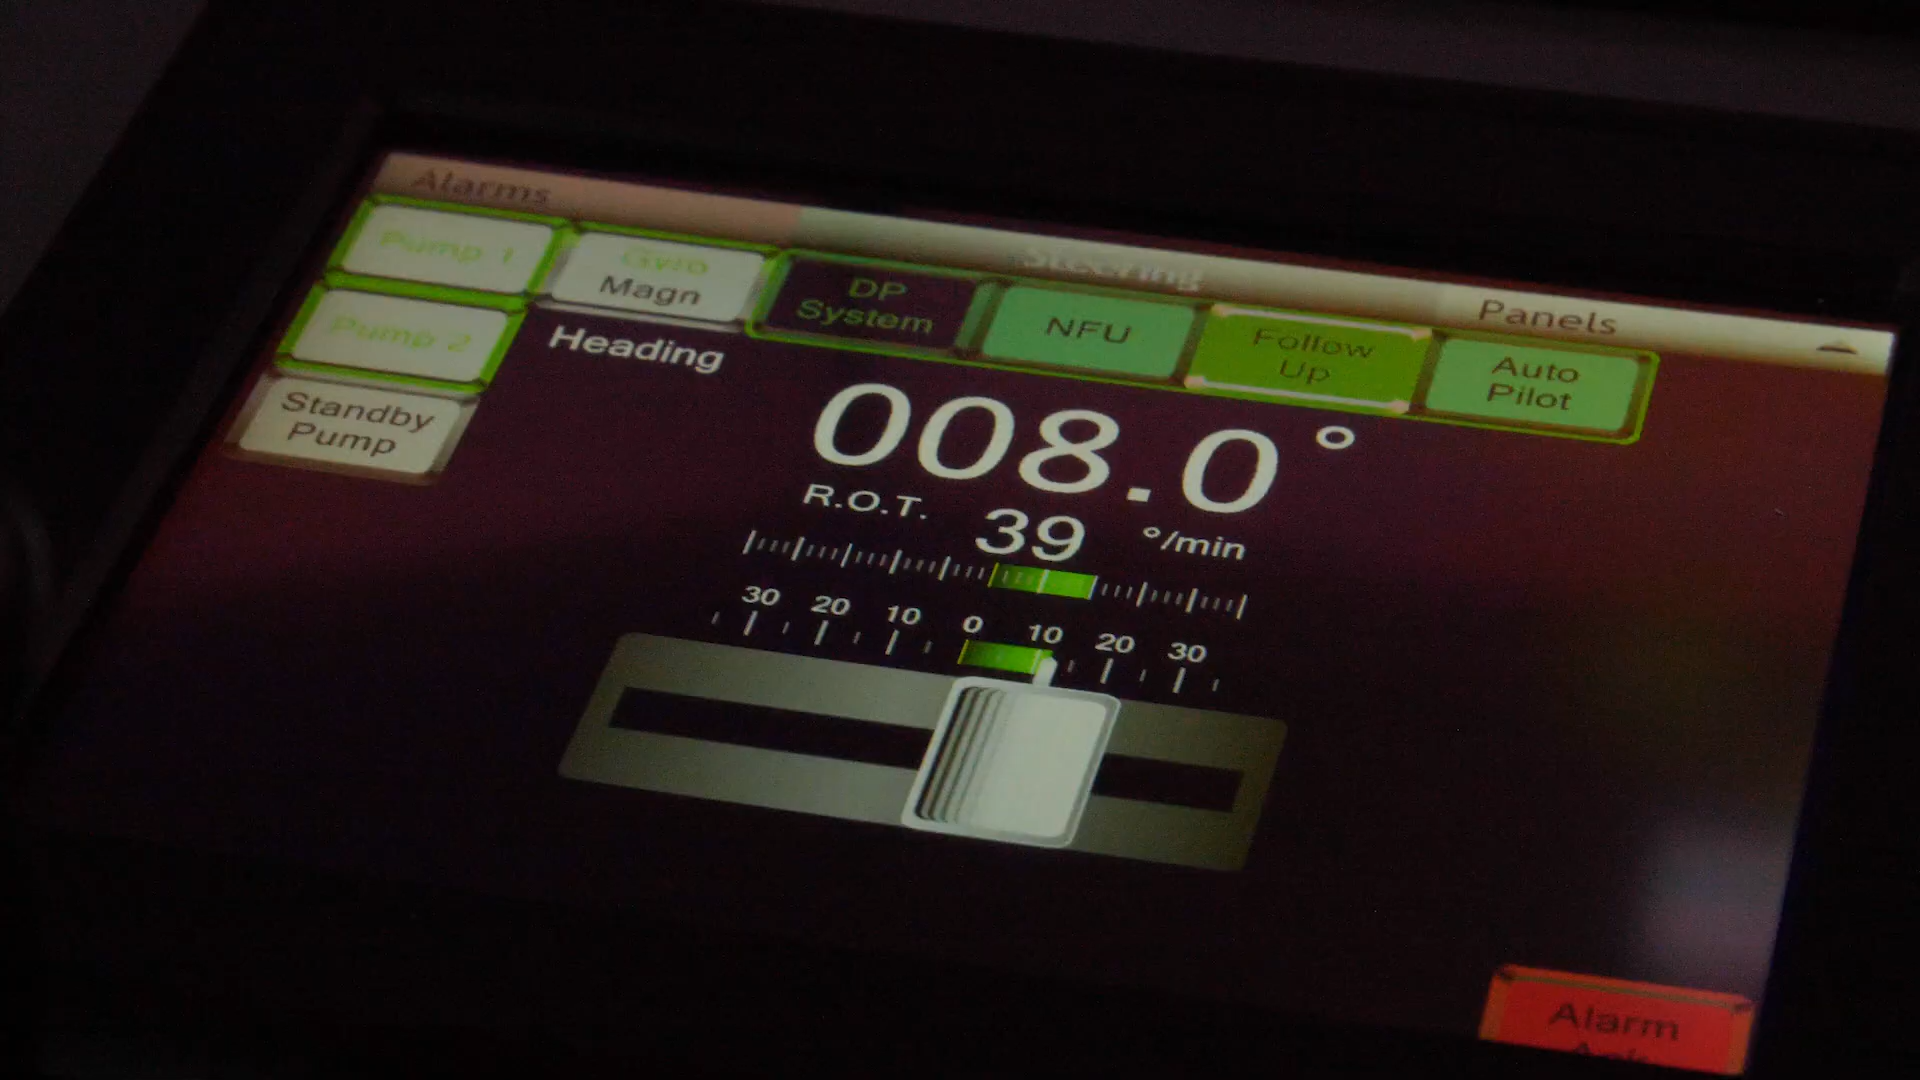 Alarms
Steering
Panels
Pump 1
Gyro
Magn
DP
System
NFU
Follow
Up
Auto
Pilot
Pump 2
Standby
Pump
Heading
008.0°
R.O.T. 39 °/min
30 20 10 0 10 20 30
Alarm